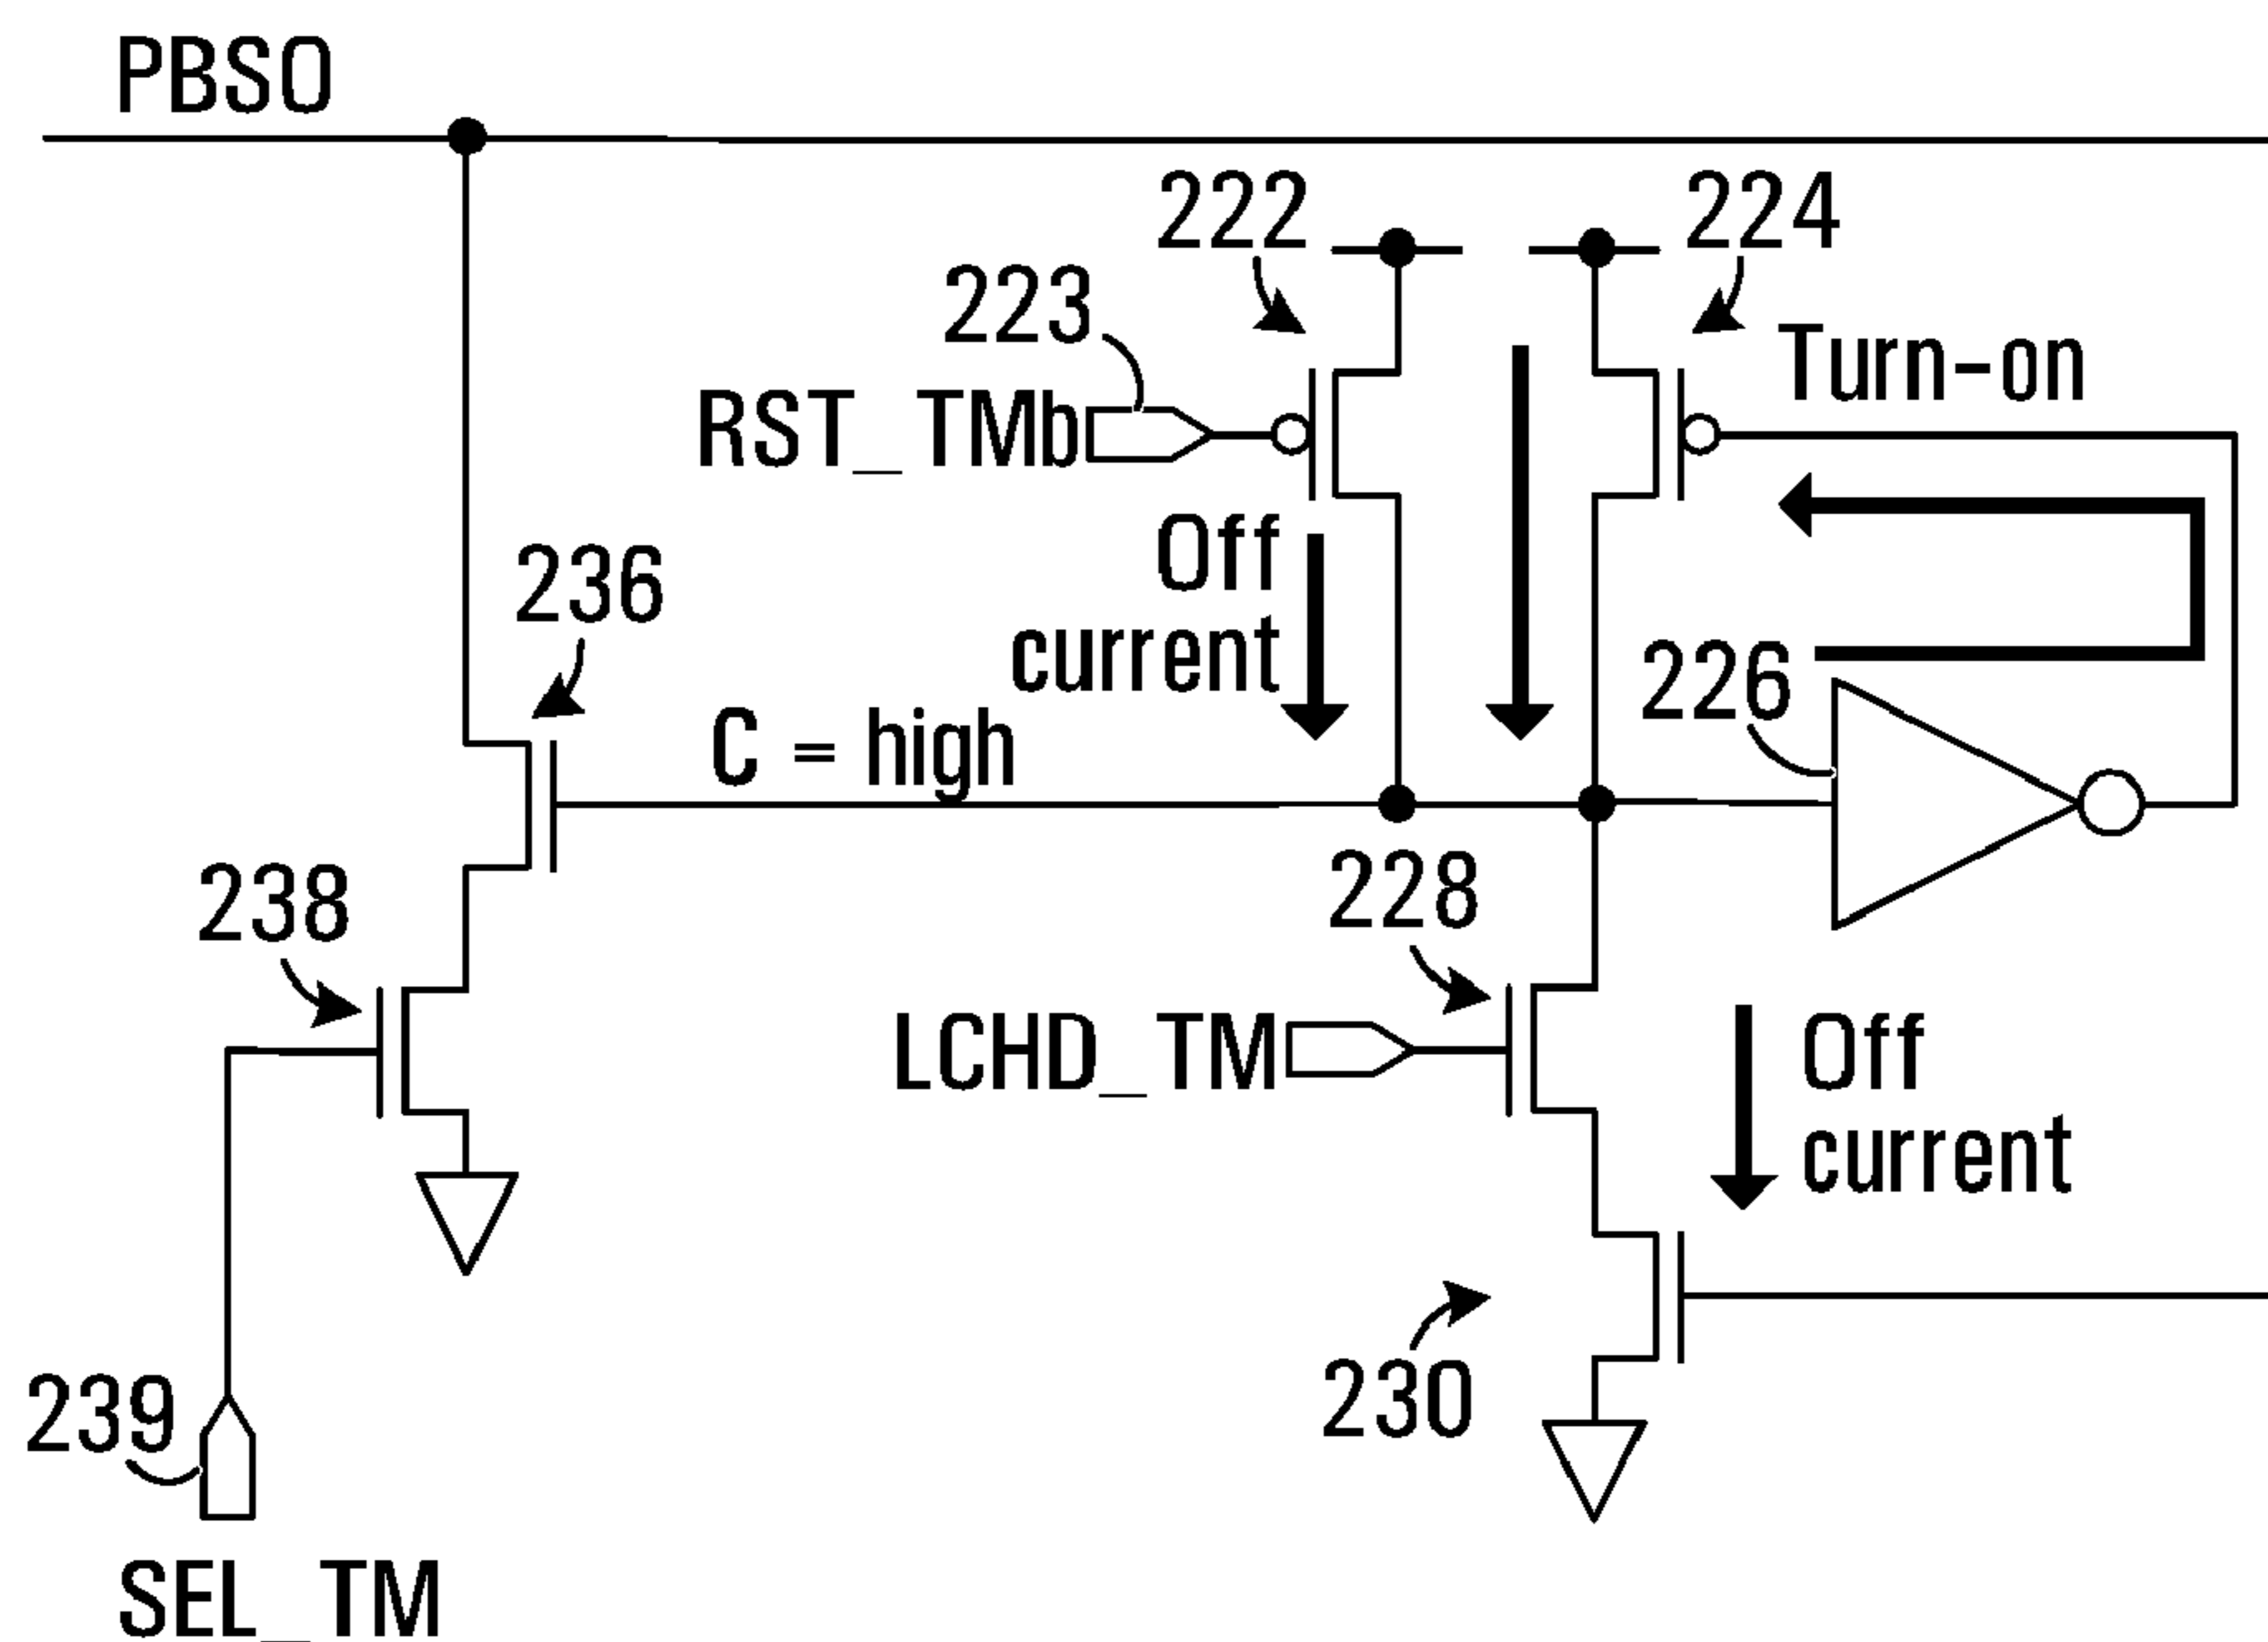 PBSO
222
224
223
Turn-on
RST_TMb
Off
current
236
226
C = high
238
228
LCHD_TM
Off
current
230
239
SEL_TM